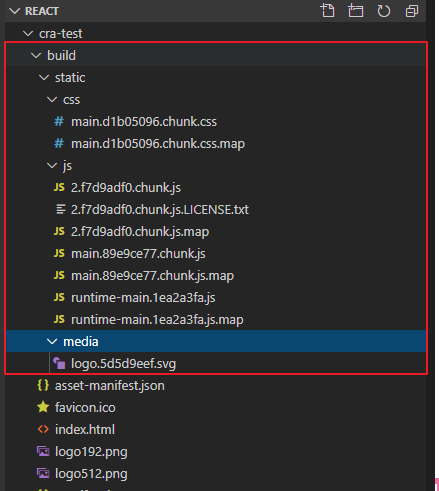 REACT
cra-test
build
static
css
# main.d1b05096.chunk.css
main.d1b05096.chunk.css.map
js
JS 2.f7d9adf0.chunk.js
2.f7d9adf0.chunk.js.LICENSE.txt
JS 2.f7d9adf0.chunk.js.map
JS main.89e9ce77.chunk.js
JS main.89e9ce77.chunk.js.map
JS runtime-main.1ea2a3fa.js
JS runtime-main.1ea2a3fa.js.map
media
logo.5d5d9eef.svg
{} asset-manifest.json
favicon.ico
<> index.html
logo192.png
logo512.png